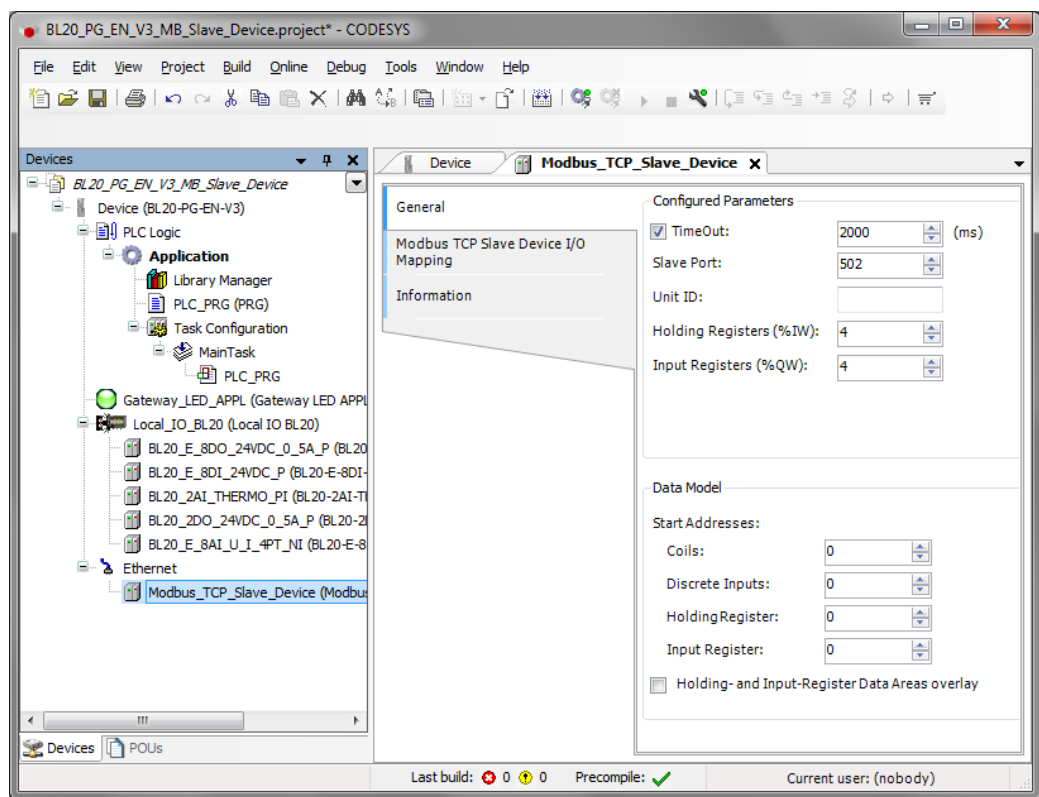 BL20_PG_EN_V3_MB_Slave_Device.project* - CODESYS
File Edit View Project Build Online Debug Tools Window Help
Devices
BL20_PG_EN_V3_MB_Slave_Device
Device (BL20-PG-EN-V3)
PLC Logic
Application
Library Manager
PLC_PRG (PRG)
Task Configuration
MainTask
PLC_PRG
Gateway_LED_APPL (Gateway LED APPL
Local_IO_BL20 (Local IO BL20)
BL20_E_8DO_24VDC_0_5A_P (BL20
BL20_E_8DI_24VDC_P (BL20-E-8DI-
BL20_2AI_THERMO_PI (BL20-2AI-TI
BL20_2DO_24VDC_0_5A_P (BL20-2I
BL20_E_8AI_U_I_4PT_NI (BL20-E-8
Ethernet
Modbus_TCP_Slave_Device (Modbu
Devices POUs
Device Modbus_TCP_Slave_Device
General
Modbus TCP Slave Device I/O
Mapping
Information
Configured Parameters
TimeOut: 2000 (ms)
Slave Port: 502
Unit ID:
Holding Registers (%IW): 4
Input Registers (%QW): 4
Data Model
Start Addresses:
Coils: 0
Discrete Inputs: 0
Holding Register: 0
Input Register: 0
Holding- and Input-Register Data Areas overlay
Last build: 0 0 Precompile: Current user: (nobody)